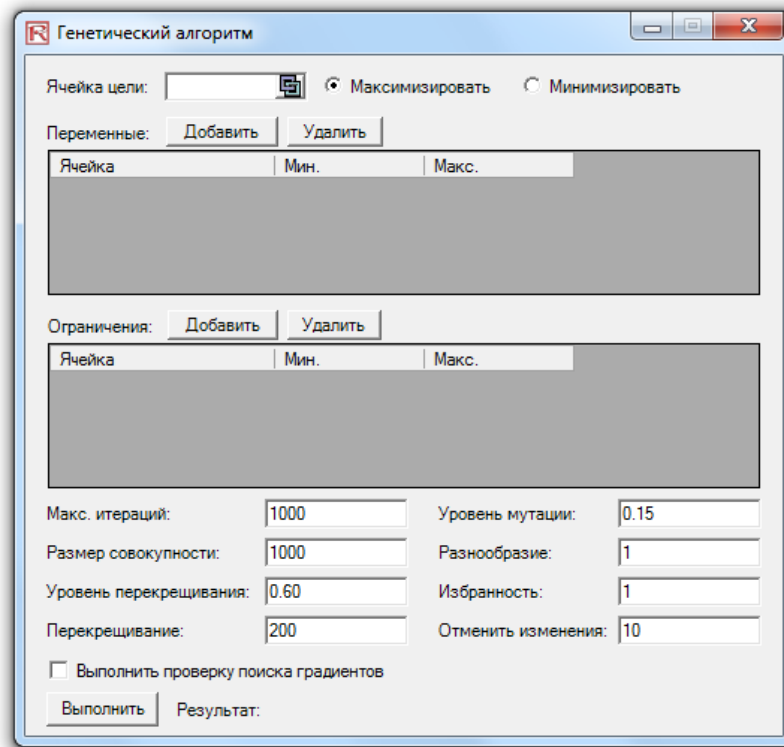 Генетический алгоритм
Ячейка цели: Максимизировать Минимизировать
Переменные: Добавить Удалить
Ячейка Мин. Макс.
Ограничения: Добавить Удалить
Ячейка Мин. Макс.
Макс. итераций: 1000 Уровень мутации: 0.15
Размер совокупности: 1000 Разнообразие: 1
Уровень перекрещивания: 0.60 Избранность: 1
Перекрещивание: 200 Отменить изменения: 10
Выполнить проверку поиска градиентов
Выполнить Результат: